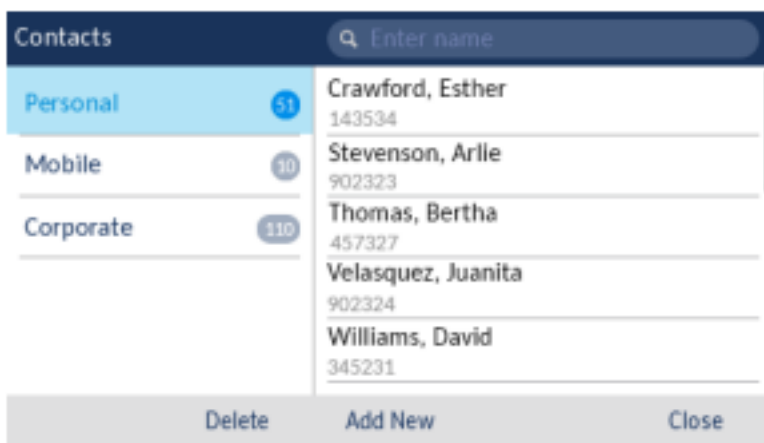 Contacts
Enter name
Personal 51
Mobile 10
Corporate 110
Crawford, Esther
143534
Stevenson, Arlie
902323
Thomas, Bertha
457327
Velasquez, Juanita
902324
Williams, David
345231
Delete Add New Close